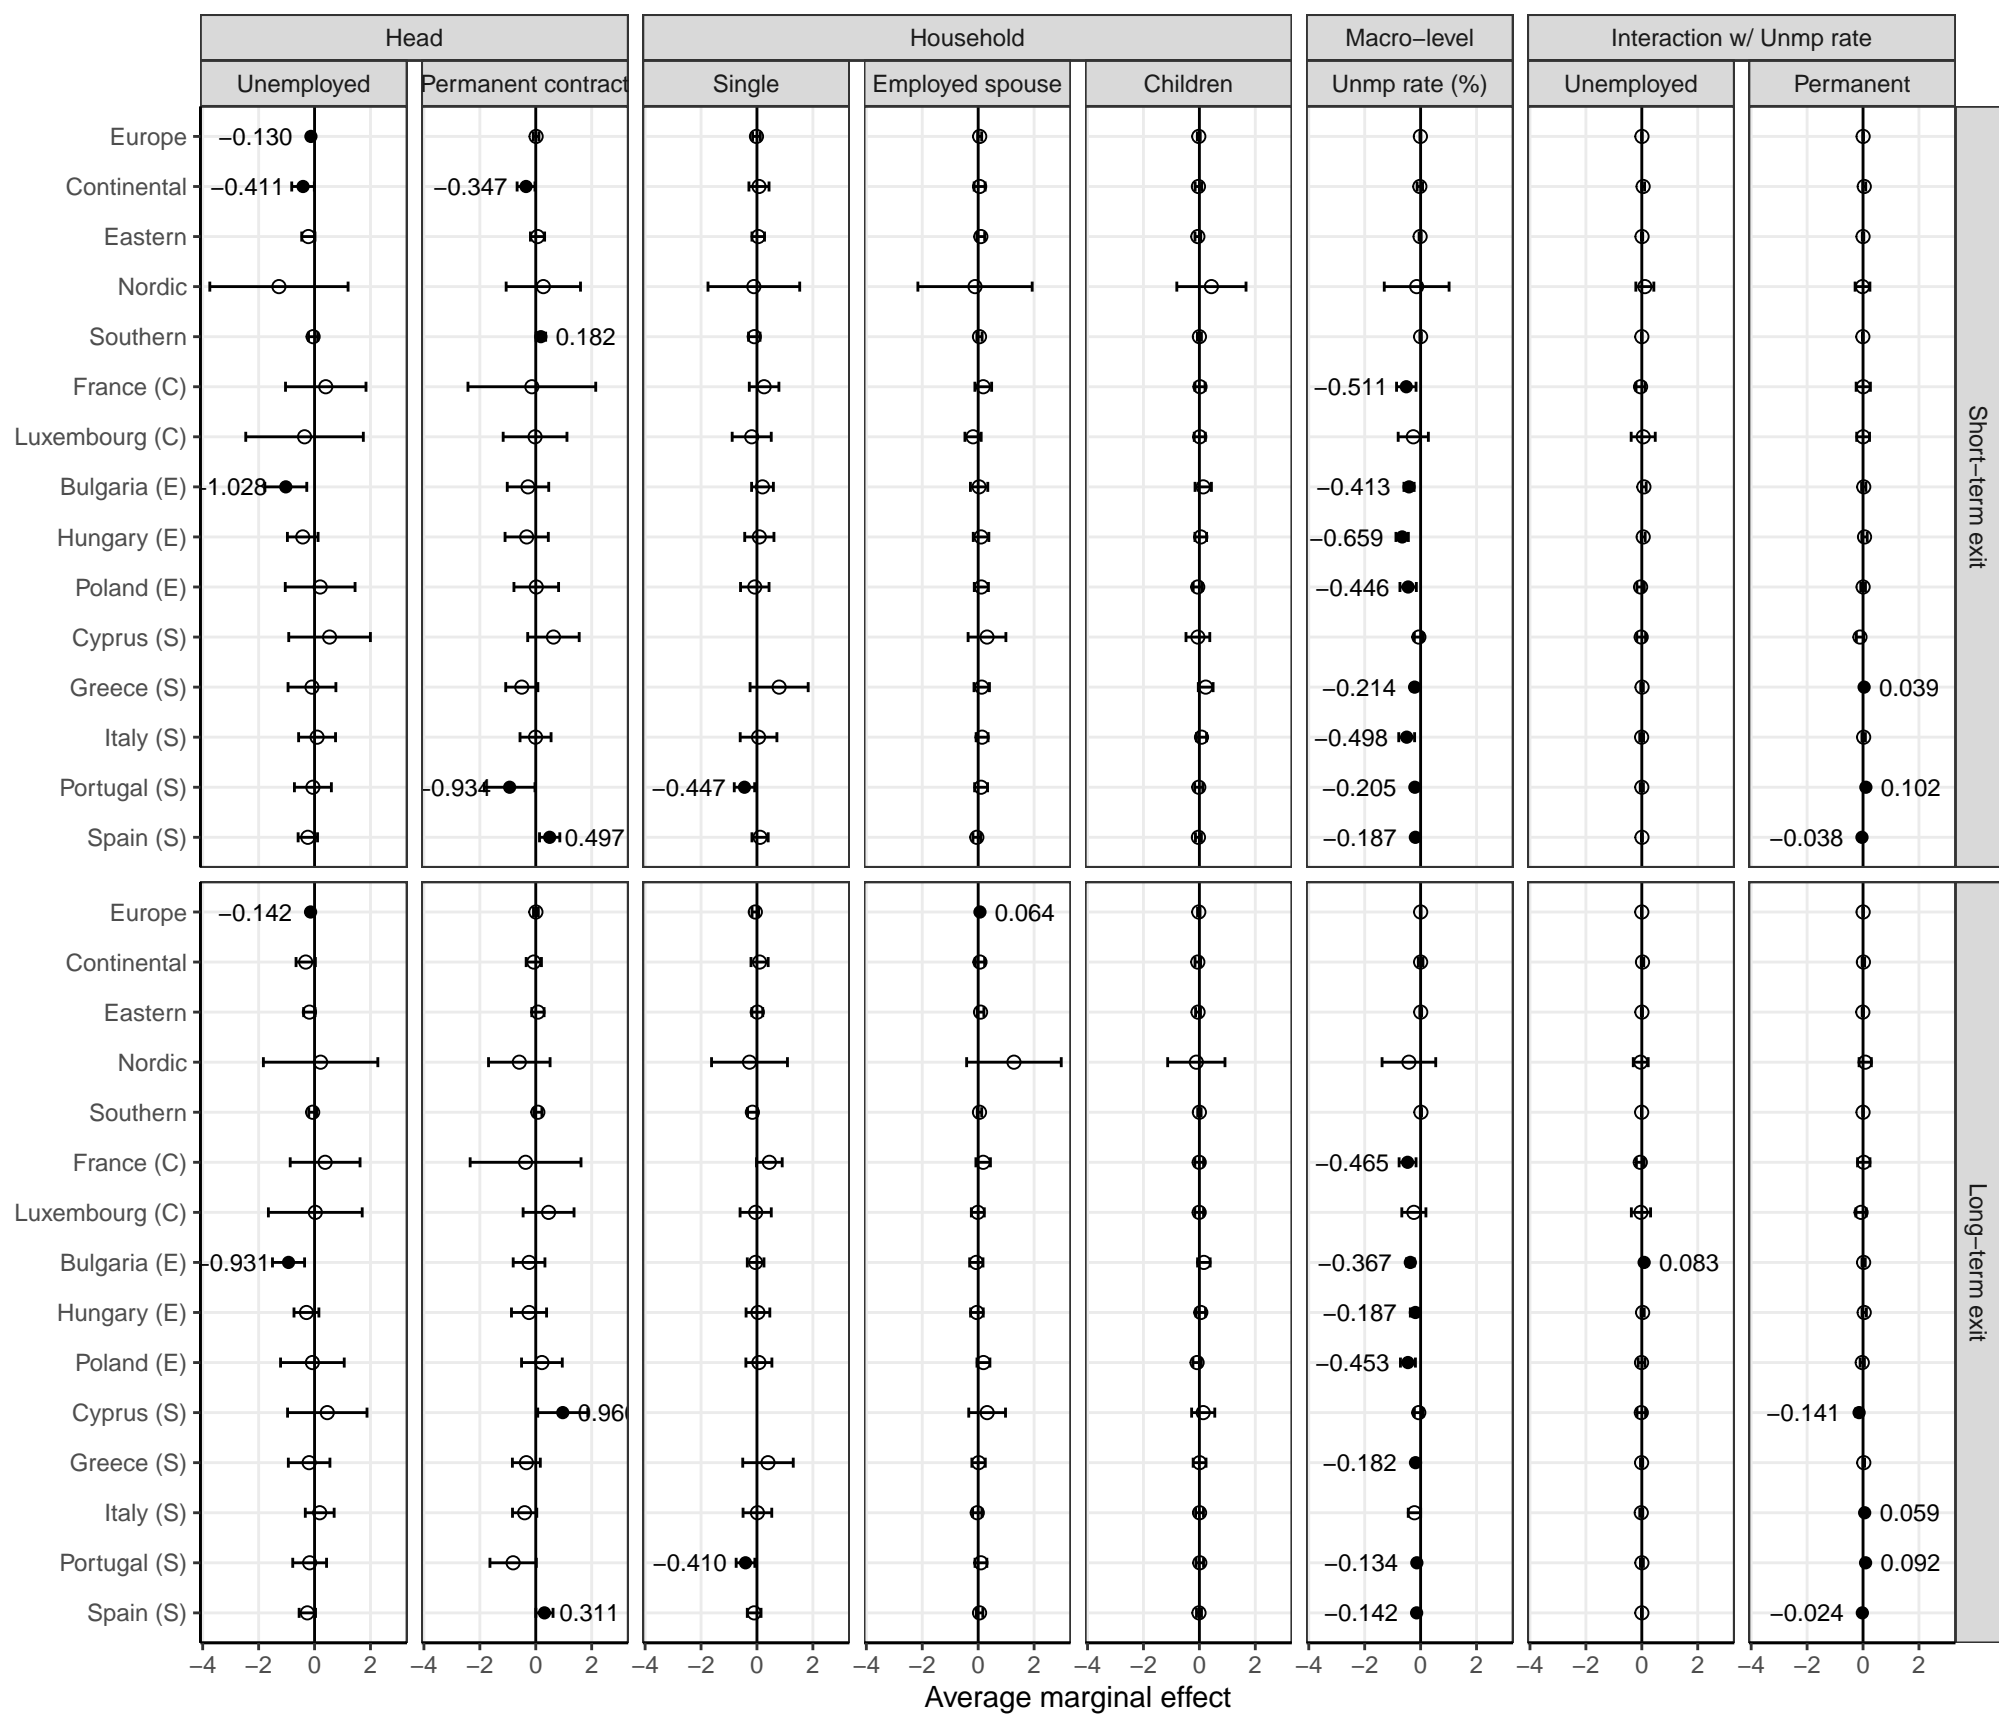 Head Household Macro−level Interaction w/ Unmp rate
Unemployed Permanent contract Single Employed spouse Children Unmp rate (%) Unemployed Permanent
Europe −0.130
Continental −0.411 −0.347
Eastern
Nordic
Southern 0.182
France (C) −0.511
Luxembourg (C)
Bulgaria (E) −1.028 −0.413
Hungary (E) −0.659
Poland (E) −0.446
Cyprus (S)
Greece (S) −0.214 0.039
Italy (S) −0.498
Portugal (S) −0.934 −0.447 −0.205 0.102
Spain (S) 0.497 −0.187 −0.038
Short−term exit
Europe −0.142 0.064
Continental
Eastern
Nordic
Southern
France (C) −0.465
Luxembourg (C)
Bulgaria (E) −0.931 −0.367 0.083
Hungary (E) −0.187
Poland (E) −0.453
Cyprus (S) −0.141
Greece (S) −0.182
Italy (S) 0.059
Portugal (S) −0.410 −0.134 0.092
Spain (S) 0.311 −0.142 −0.024
Long−term exit
−4 −2 0 2 −4 −2 0 2 −4 −2 0 2 −4 −2 0 2 −4 −2 0 2 −4 −2 0 2 −4 −2 0 2 −4 −2 0 2
Average marginal effect